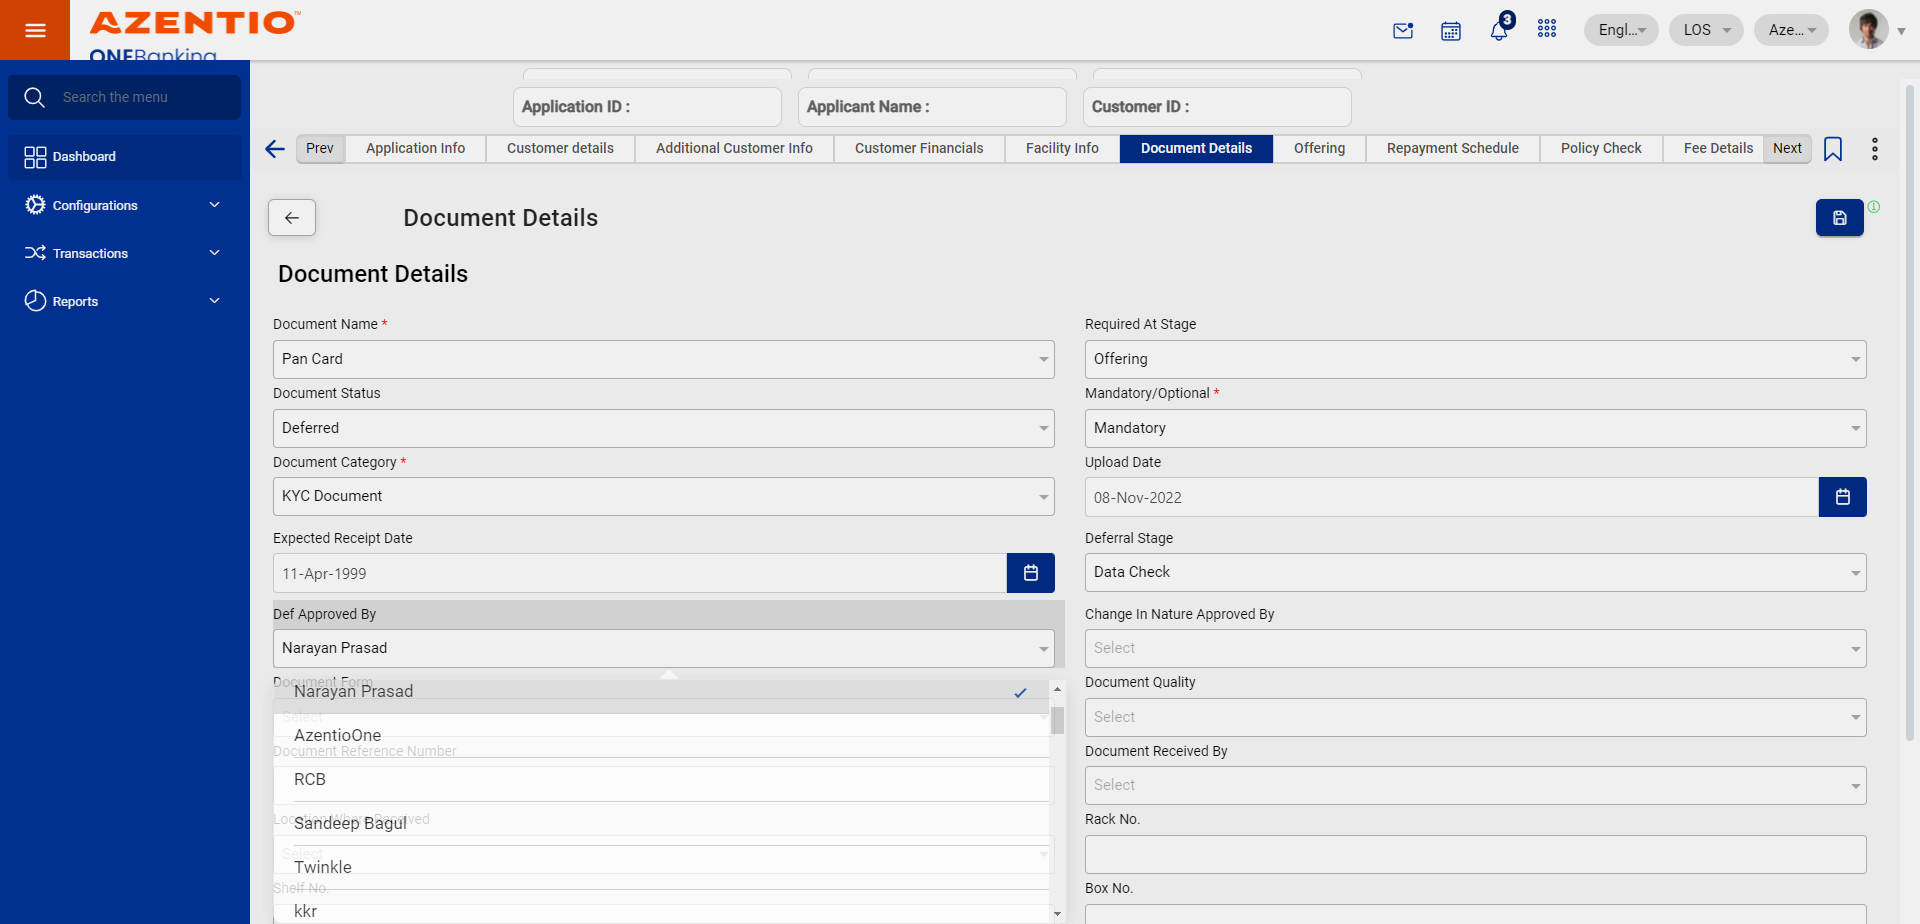 AZENTIO™
ONEBanking
3
Engl...
LOS
Aze...
Search the menu
Dashboard
Configurations
Transactions
Reports
Application ID :
Applicant Name :
Customer ID :
Prev
Application Info
Customer details
Additional Customer Info
Customer Financials
Facility Info
Document Details
Offering
Repayment Schedule
Policy Check
Fee Details
Next
Document Details
Document Details
Document Name *
Pan Card
Required At Stage
Offering
Document Status
Deferred
Mandatory/Optional *
Mandatory
Document Category *
KYC Document
Upload Date
08-Nov-2022
Expected Receipt Date
11-Apr-1999
Deferral Stage
Data Check
Def Approved By
Narayan Prasad
Change In Nature Approved By
Select
Document Form
Select
Document Quality
Select
Narayan Prasad
AzentioOne
Document Reference Number
Document Received By
Select
RCB
Location Where Received
Select
Rack No.
Sandeep Bagul
Twinkle
Shelf No.
Box No.
kkr